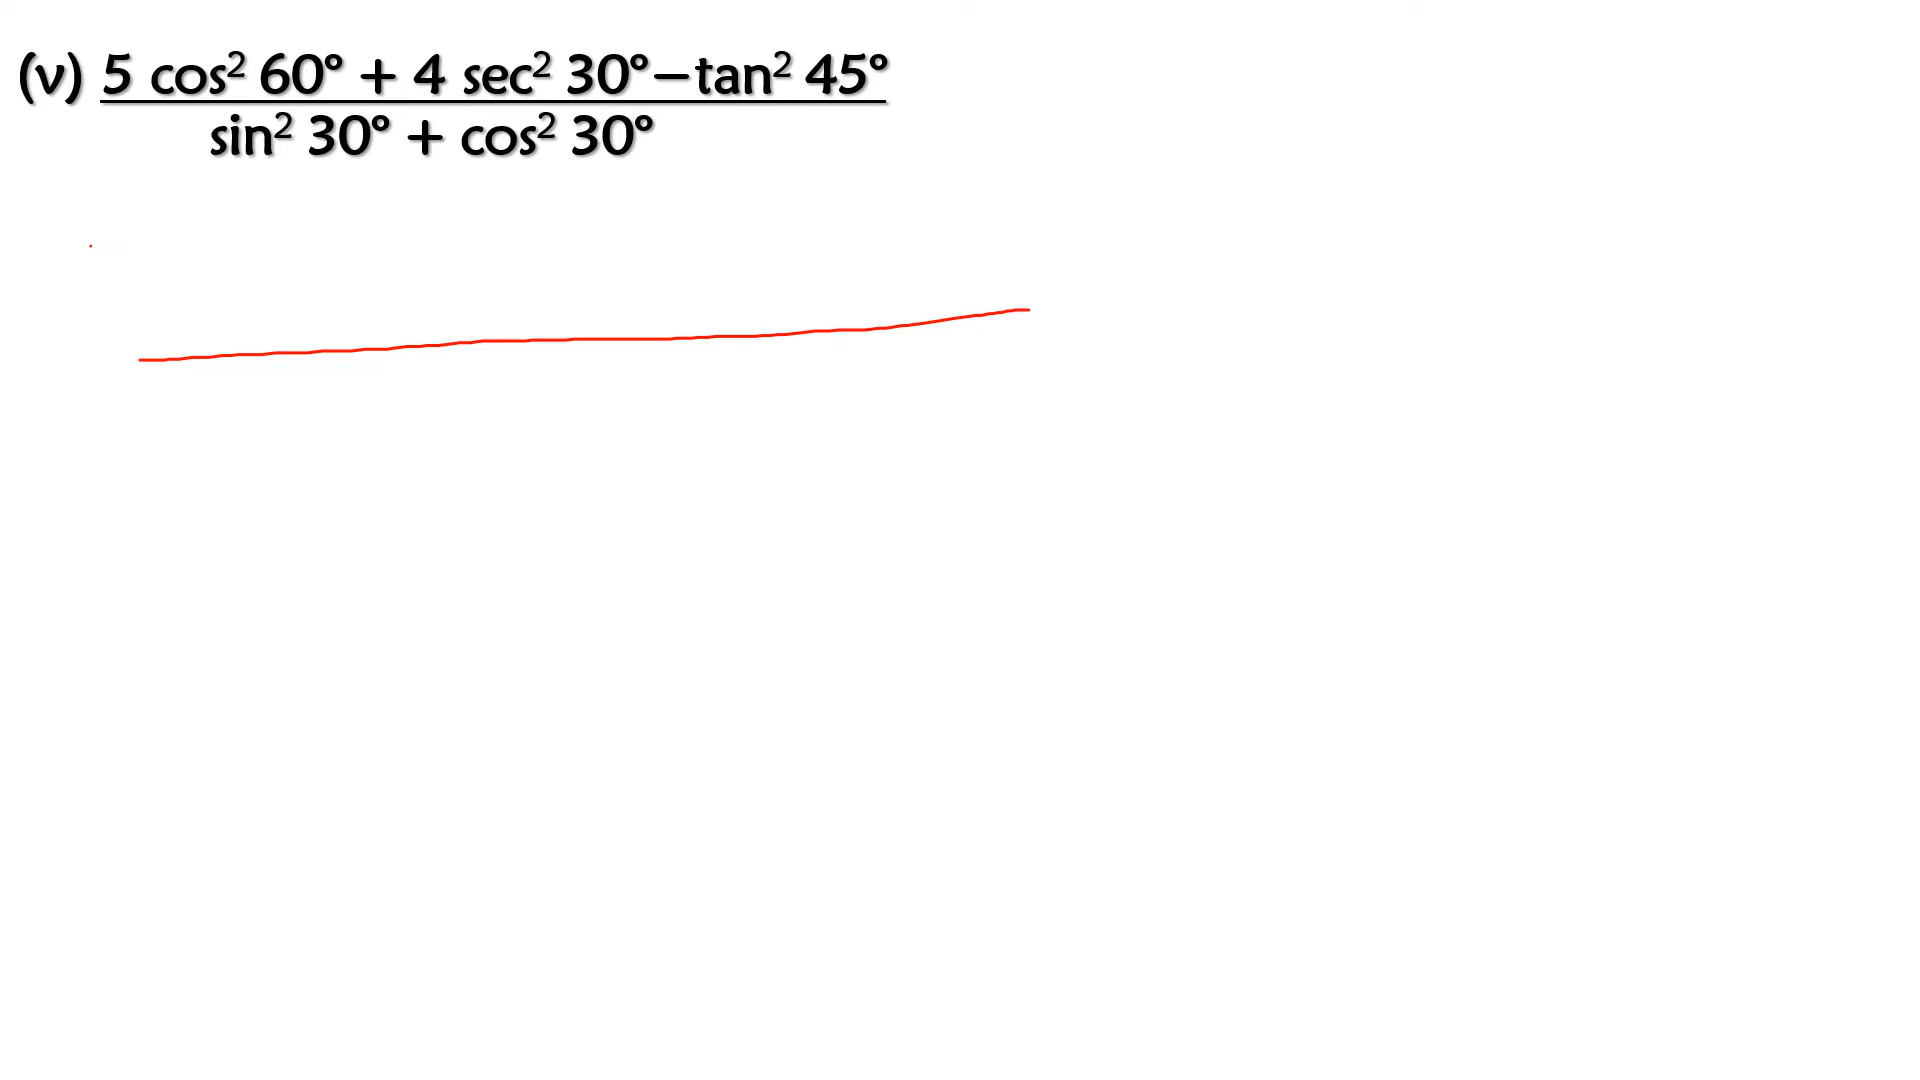 (v) 5 cos² 60° + 4 sec² 30°−tan² 45°
sin² 30° + cos² 30°